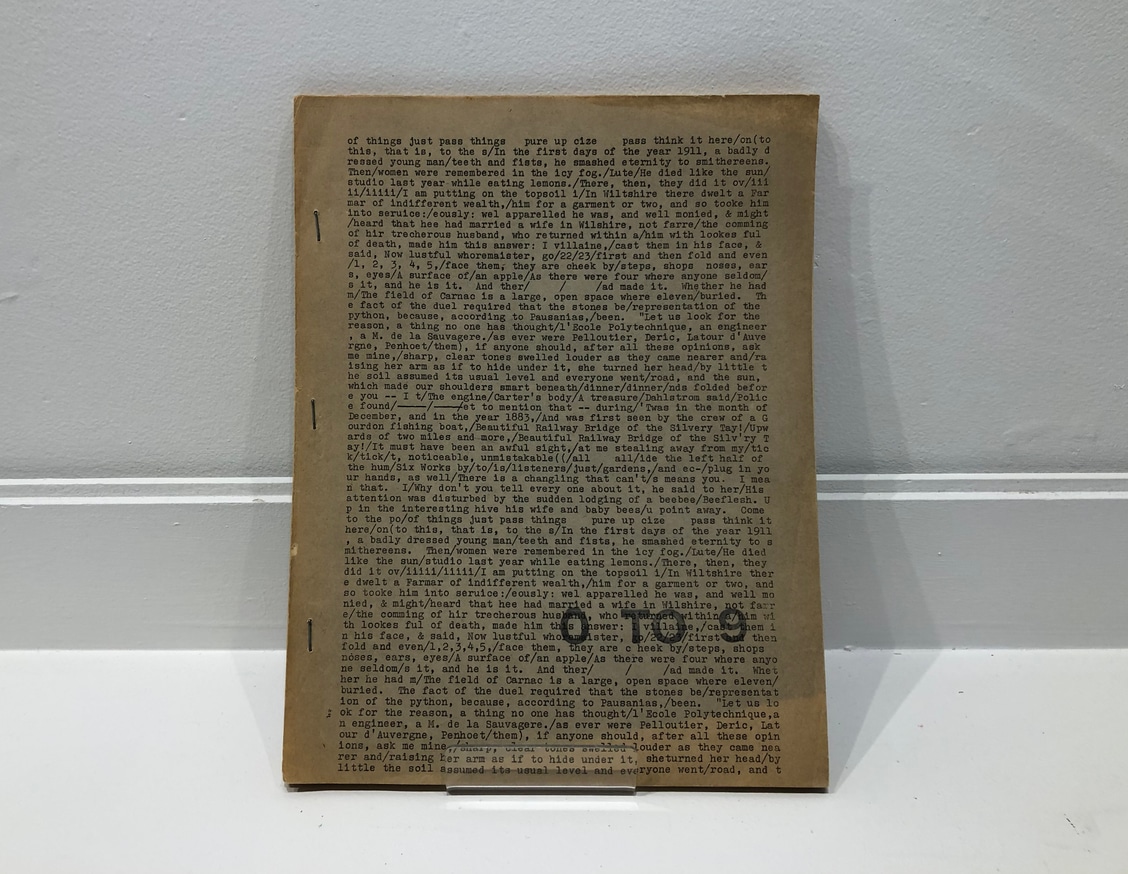 of things just pass things   pure up cize    pass think it here/on(to
this, that is, to the s/In the first days of the year 1911, a badly d
ressed young man/teeth and fists, he smashed eternity to smithereens.
Then/women were remembered in the icy fog./Lute/He died like the sun/
studio last year while eating lemons./There, then, they did it ov/iii
ii/iiiii/I am putting on the topsoil i/In Wiltshire there dwelt a Far
mar of indifferent wealth,/him for a garment or two, and so tooke him
into seruice:/eously: wel apparelled he was, and well monied, & might
/heard that hee had married a wife in Wilshire, not farre/the comming
of hir trecherous husband, who returned within a/him with lookes ful
of death, made him this answer: I villaine,/cast them in his face, &
said, Now lustful whoremaister, go/22/23/first and then fold and even
/1, 2, 3, 4, 5,/face them, they are cheek by/steps, shops  noses, ear
s, eyes/A surface of/an apple/As there were four where anyone seldom/
s it, and he is it.  And ther/     /     /ad made it.  Whether he had
m/The field of Carnac is a large, open space where eleven/buried.  Th
e fact of the duel required that the stones be/representation of the
python, because, according to Pausanias,/been.  "Let us look for the
reason, a thing no one has thought/l'Ecole Polytechnique, an engineer
, a M. de la Sauvagere./as ever were Pelloutier, Deric, Latour d'Auve
rgne, Penhoet/them), if anyone should, after all these opinions, ask
me mine,/sharp, clear tones swelled louder as they came nearer and/ra
ising her arm as if to hide under it, she turned her head/by little t
he soil assumed its usual level and everyone went/road, and the sun,
which made our shoulders smart beneath/dinner/dinner/nds folded befor
e you -- I t/The engine/Carter's body/A treasure/Dahlstrom said/Polic
e found/——/——/et to mention that -- during/'Twas in the month of
December, and in the year 1883,/And was first seen by the crew of a G
ourdon fishing boat,/Beautiful Railway Bridge of the Silvery Tay!/Upw
ards of two miles and more,/Beautiful Railway Bridge of the Silv'ry T
ay!/It must have been an awful sight,/at me stealing away from my/tic
k/tick/t, noticeable, unmistakable((/all    all/ide the left half of
the hum/Six Works by/to/is/listeners/just/gardens,/and ec-/plug in yo
ur hands, as well/There is a changling that can't/s means you.  I mea
n that.  I/Why don't you tell every one about it, he said to her/His
attention was disturbed by the sudden lodging of a beebee/Beeflesh. U
p in the interesting hive his wife and baby bees/u point away.  Come
to the po/of things just pass things    pure up cize    pass think it
here/on(to this, that is, to the s/In the first days of the year 1911
, a badly dressed young man/teeth and fists, he smashed eternity to s
mithereens.  Then/women were remembered in the icy fog./Lute/He died
like the sun/studio last year while eating lemons./There, then, they
did it ov/iiiii/iiiii/I am putting on the topsoil i/In Wiltshire ther
e dwelt a Farmar of indifferent wealth,/him for a garment or two, and
so tooke him into seruice:/eously: wel apparelled he was, and well mo
nied, & might/heard that hee had married a wife in Wilshire, not farr
e/the comming of hir trecherous husband, who returned within a/him wi
th lookes ful of death, made him this answer: I villaine,/cast them i
n his face, & said, Now lustful whoremaister, go/22/23/first and then
fold and even/1,2,3,4,5,/face them, they are c heek by/steps, shops
noses, ears, eyes/A surface of/an apple/As there were four where anyo
ne seldom/s it, and he is it.  And ther/     /     /ad made it.  Whet
her he had m/The field of Carnac is a large, open space where eleven/
buried.  The fact of the duel required that the stones be/representat
ion of the python, because, according to Pausanias,/been.  "Let us lo
ok for the reason, a thing no one has thought/l'Ecole Polytechnique,a
n engineer, a M. de la Sauvagere./as ever were Pelloutier, Deric, Lat
our d'Auvergne, Penhoet/them), if anyone should, after all these opin
ions, ask me mine,/sharp, clear tones swelled louder as they came nea
rer and/raising her arm as if to hide under it, sheturned her head/by
little the soil assumed its usual level and everyone went/road, and t
0 TO 9